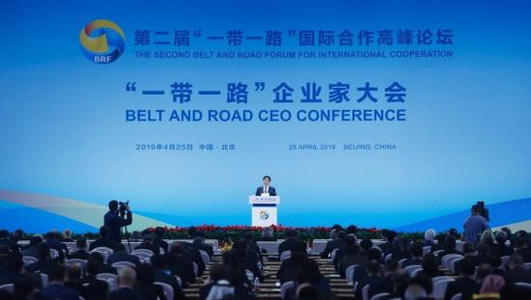 第二届“一带一路”国际合作高峰论坛
THE SECOND BELT AND ROAD FORUM FOR INTERNATIONAL COOPERATION
BRF
“一带一路”企业家大会
BELT AND ROAD CEO CONFERENCE
2019年4月25日 中国·北京 25 APRIL 2019 BEIJING, CHINA